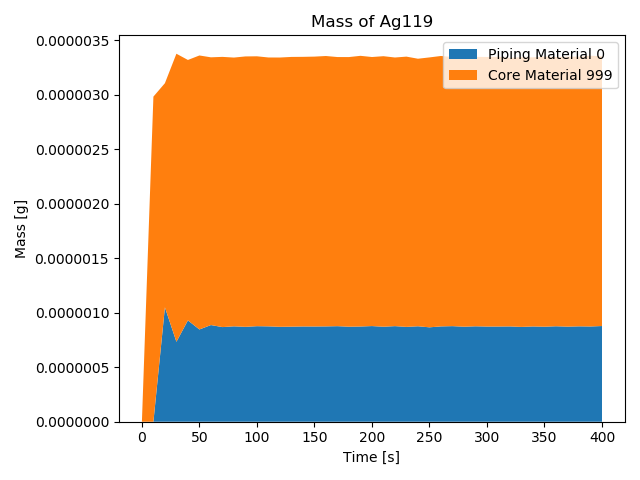 Mass of Ag119
Piping Material 0
Core Material 999
0.0000035
0.0000030
0.0000025
0.0000020
0.0000015
0.0000010
0.0000005
0.0000000
Mass [g]
0 50 100 150 200 250 300 350 400
Time [s]